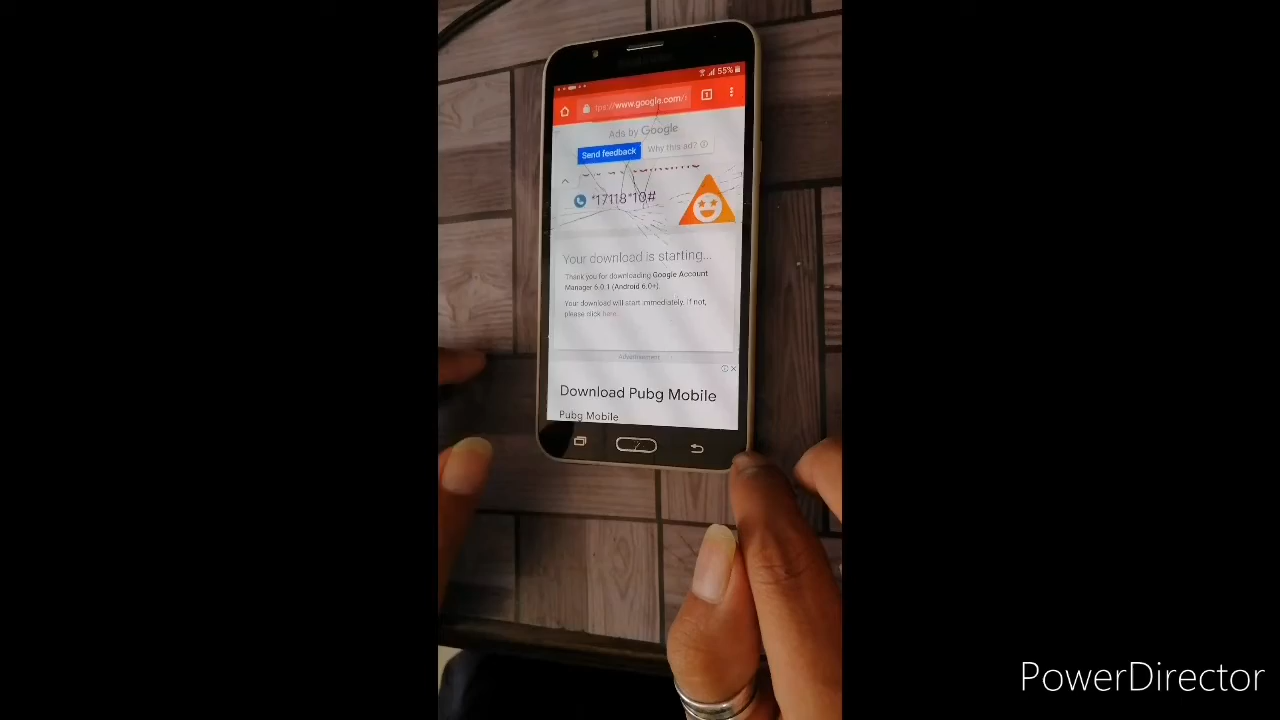 55%
tps://www.google.com/
1
Ads by Google
Send feedback
Why this ad?
*17118*10#
Your download is starting...
Thank you for downloading Google Account
Manager 6.0.1 (Android 6.0+).
Your download will start immediately. If not,
please click here.
Advertisement
Download Pubg Mobile
Pubg Mobile
PowerDirector